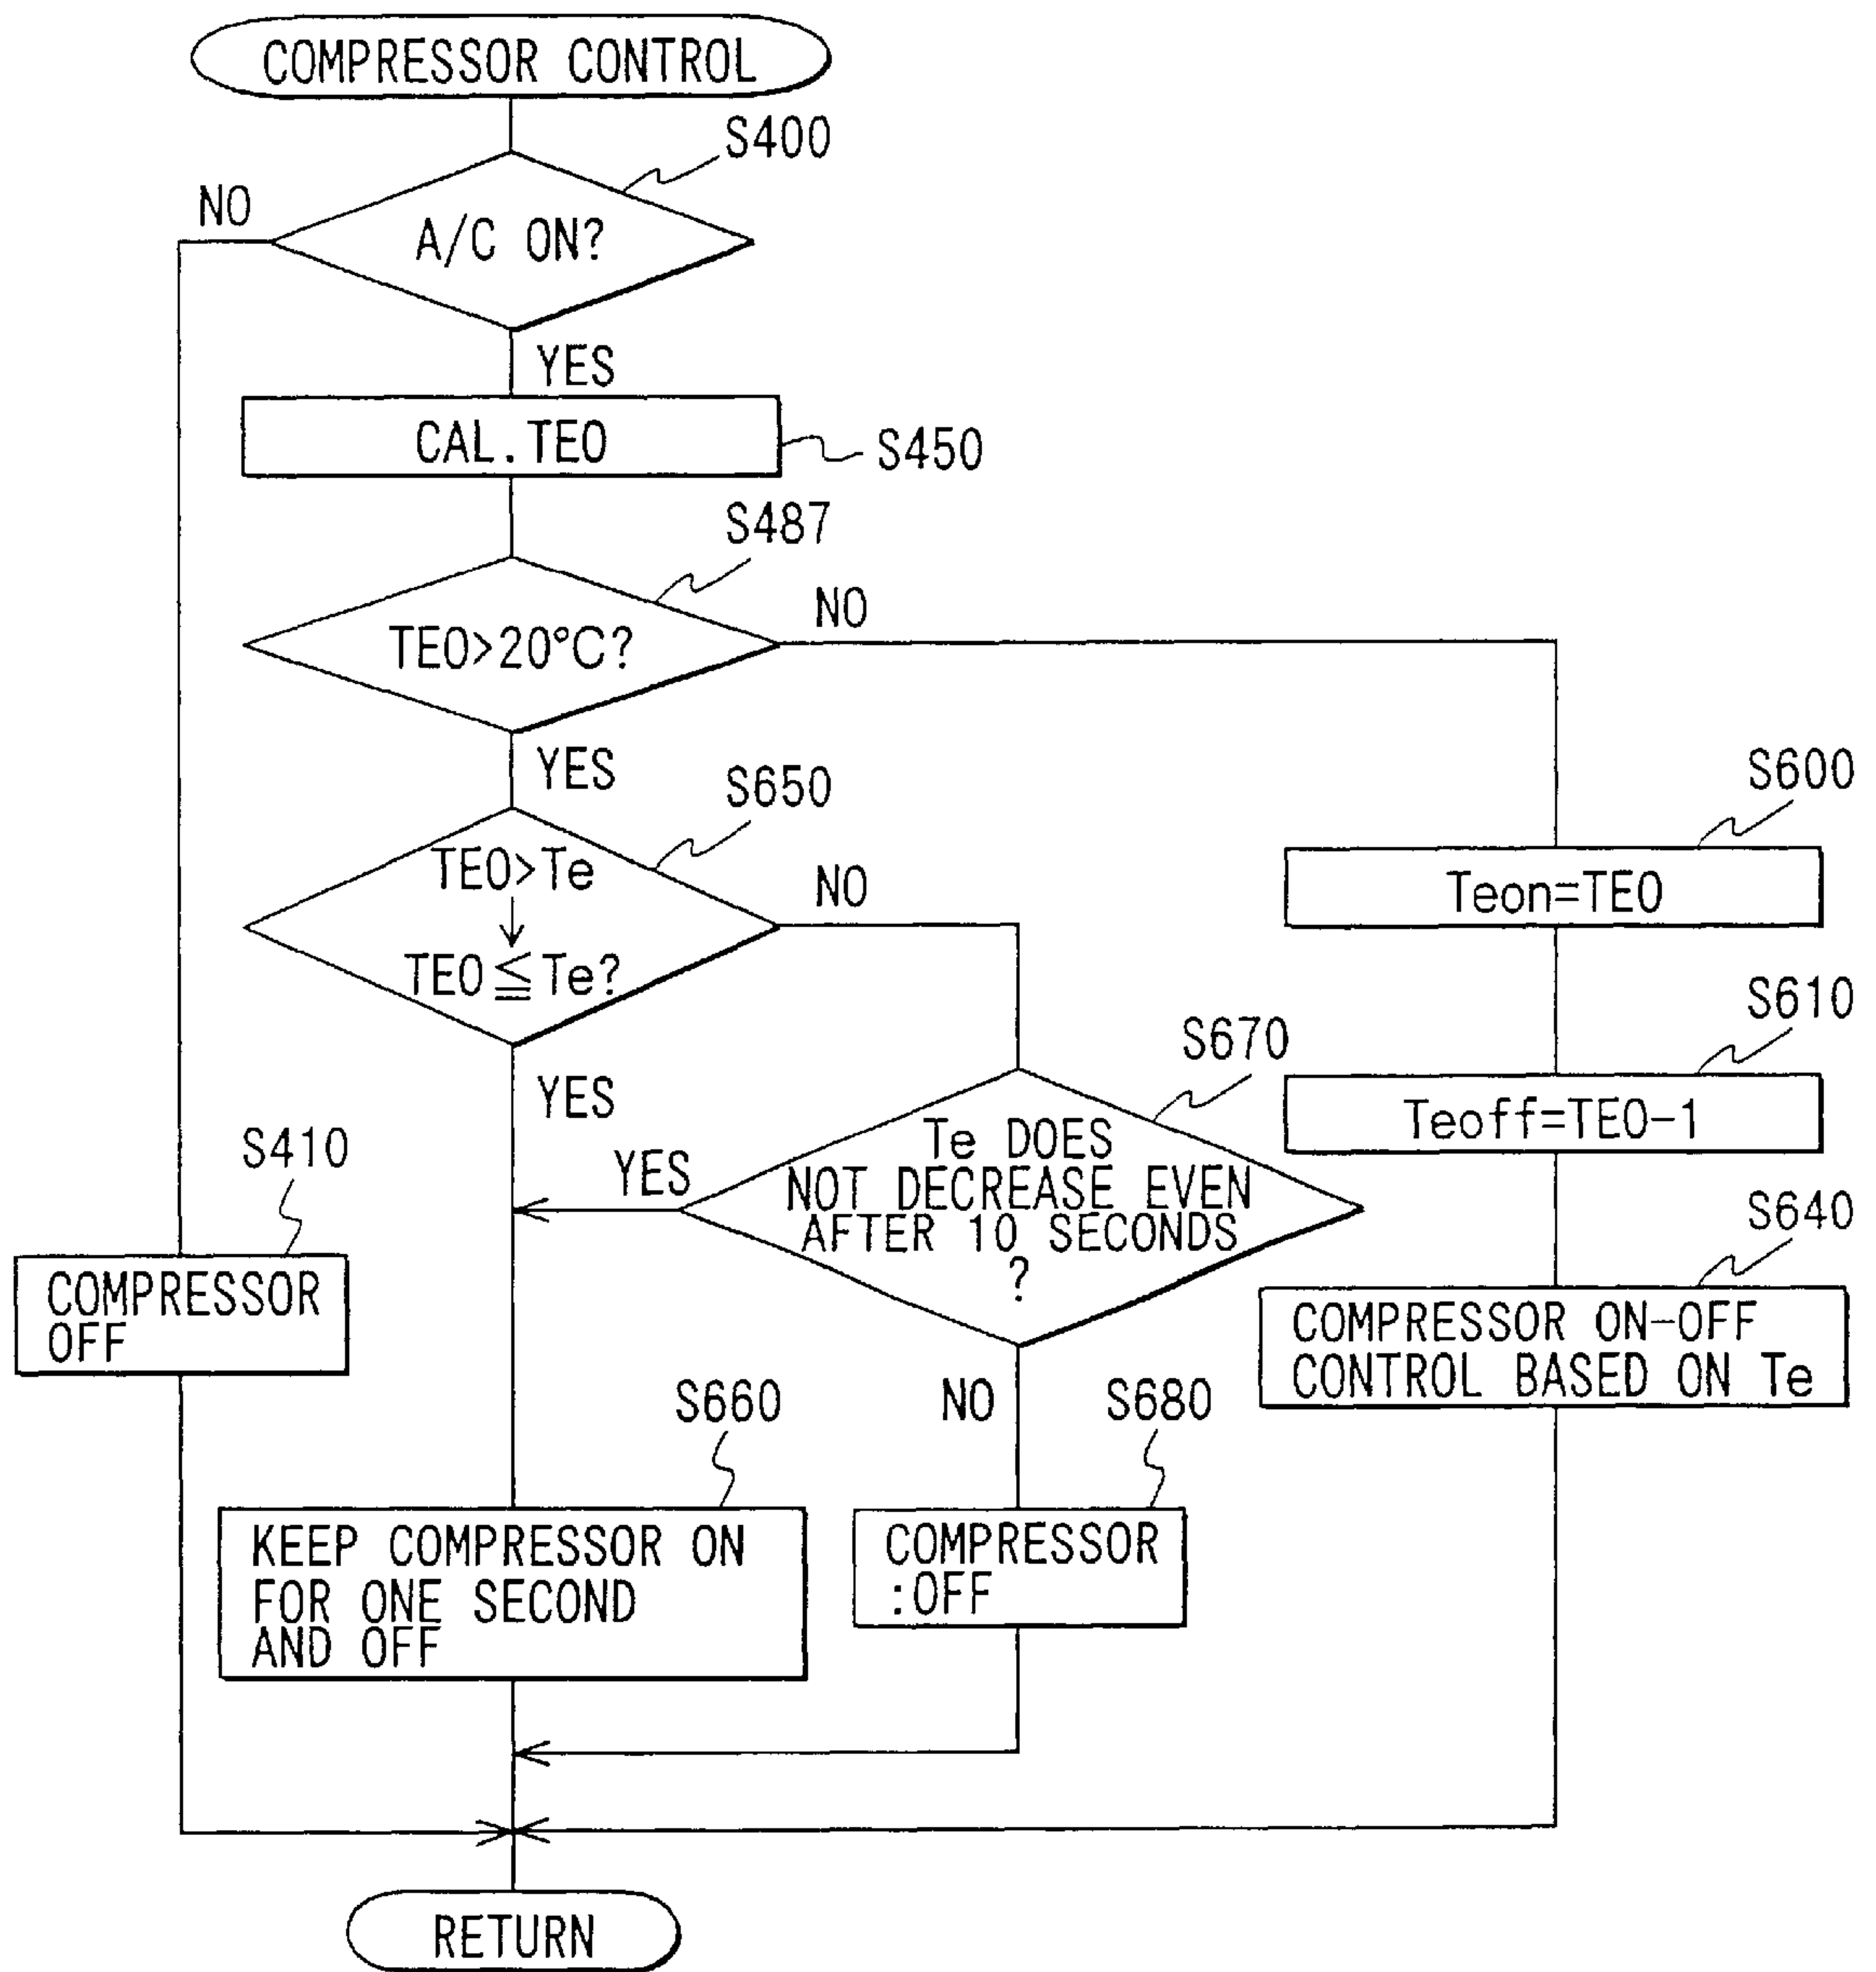 COMPRESSOR CONTROL
S400
NO
A/C ON?
YES
CAL.TEO
S450
S487
NO
TEO>20°C?
YES
S650
TEO>Te
↓
TEO≦Te?
NO
YES
S600
Teon=TEO
S610
Teoff=TEO-1
S670
Te DOES
NOT DECREASE EVEN
AFTER 10 SECONDS
?
YES
NO
S640
COMPRESSOR ON-OFF
CONTROL BASED ON Te
S410
COMPRESSOR
OFF
S660
KEEP COMPRESSOR ON
FOR ONE SECOND
AND OFF
S680
COMPRESSOR
:OFF
RETURN